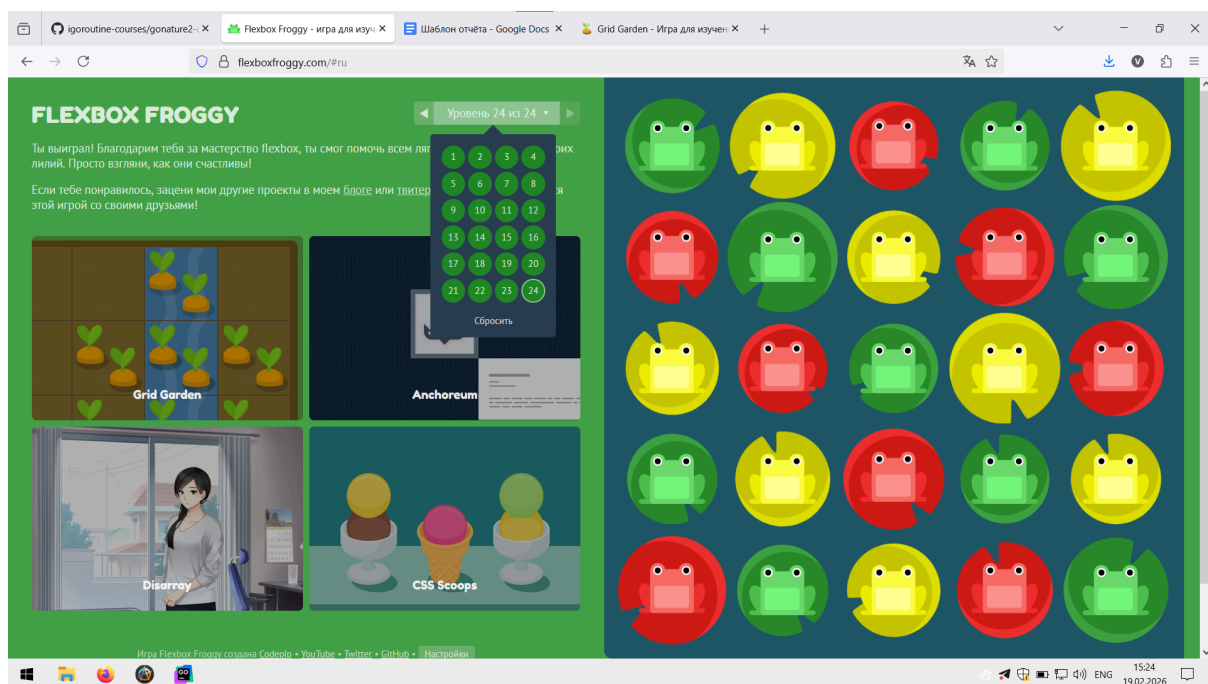 igoroutine-courses/gonature2-
Flexbox Froggy - игра для изуч
Шаблон отчёта - Google Docs
Grid Garden - Игра для изучен
flexboxfroggy.com/#ru
FLEXBOX FROGGY
Уровень 24 из 24
Ты выиграл! Благодарим тебя за мастерство flexbox, ты смог помочь всем ляг
лилий. Просто взгляни, как они счастливы!
Если тебе понравилось, зацени мои другие проекты в моем блоге или твитер
этой игрой со своими друзьями!
1 2 3 4
5 6 7 8
9 10 11 12
13 14 15 16
17 18 19 20
21 22 23 24
Сбросить
Grid Garden
Anchoreum
Disarray
CSS Scoops
Игра Flexbox Froggy создана Codepip • YouTube • Twitter • GitHub • Настройки
ENG
15:24
19.02.2026